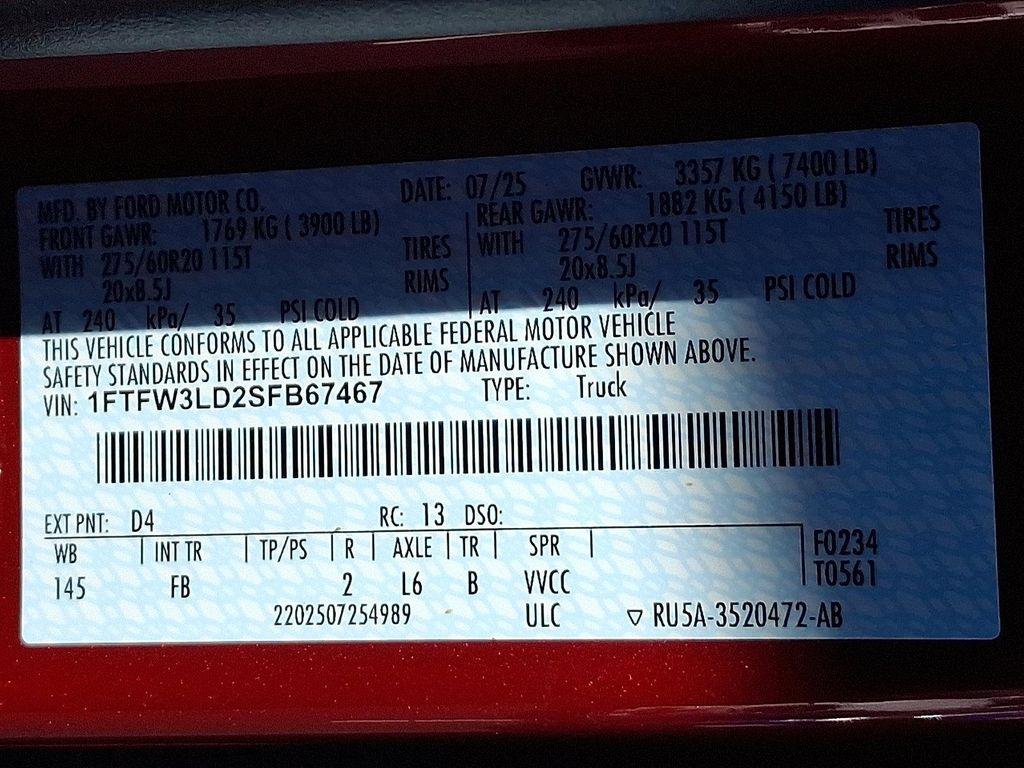 MFD. BY FORD MOTOR CO. DATE: 07/25 GVWR: 3357 KG ( 7400 LB)
FRONT GAWR: 1769 KG ( 3900 LB) REAR GAWR: 1882 KG ( 4150 LB)
WITH 275/60R20 115T TIRES WITH 275/60R20 115T TIRES
20x8.5J RIMS 20x8.5J RIMS
AT 240 kPa/ 35 PSI COLD AT 240 kPa/ 35 PSI COLD
THIS VEHICLE CONFORMS TO ALL APPLICABLE FEDERAL MOTOR VEHICLE
SAFETY STANDARDS IN EFFECT ON THE DATE OF MANUFACTURE SHOWN ABOVE.
VIN: 1FTFW3LD2SFB67467 TYPE: Truck
EXT PNT: D4 RC: 13 DSO:
WB INT TR TP/PS R AXLE TR SPR F0234
145 FB 2 L6 B VVCC T0561
2202507254989 ULC ▽ RU5A-3520472-AB